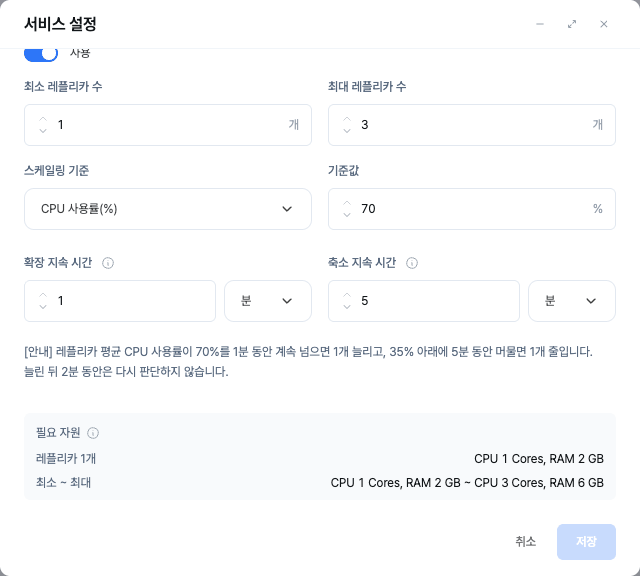 서비스 설정
사용
최소 레플리카 수
최대 레플리카 수
1 개
3 개
스케일링 기준
기준값
CPU 사용률(%)
70 %
확장 지속 시간
축소 지속 시간
1 분
5 분
[안내] 레플리카 평균 CPU 사용률이 70%를 1분 동안 계속 넘으면 1개 늘리고, 35% 아래에 5분 동안 머물면 1개 줄입니다.
늘린 뒤 2분 동안은 다시 판단하지 않습니다.
필요 자원
레플리카 1개 CPU 1 Cores, RAM 2 GB
최소 ~ 최대 CPU 1 Cores, RAM 2 GB ~ CPU 3 Cores, RAM 6 GB
취소 저장